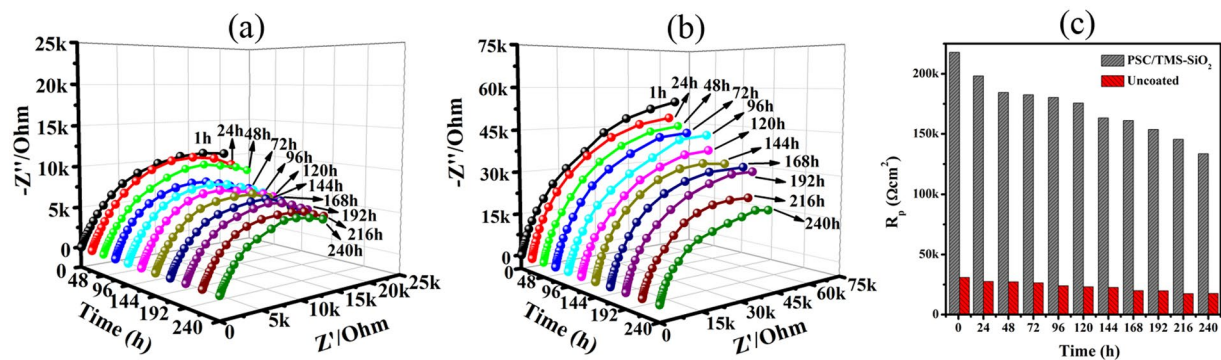 (a)
25k
20k
15k
10k
5k
0
-Z''/Ohm
0
48
96
144
192
240
Time (h)
0
5k
10k
15k
20k
25k
Z'/Ohm
1h
24h
48h
72h
96h
120h
144h
168h
192h
216h
240h
(b)
75k
60k
45k
30k
15k
0
-Z''/Ohm
0
48
96
144
192
240
Time (h)
0
15k
30k
45k
60k
75k
Z'/Ohm
1h
24h
48h
72h
96h
120h
144h
168h
192h
216h
240h
(c)
PSC/TMS-SiO₂
Uncoated
200k
150k
100k
50k
0
Rₚ (Ωcm²)
0 24 48 72 96 120 144 168 192 216 240
Time (h)